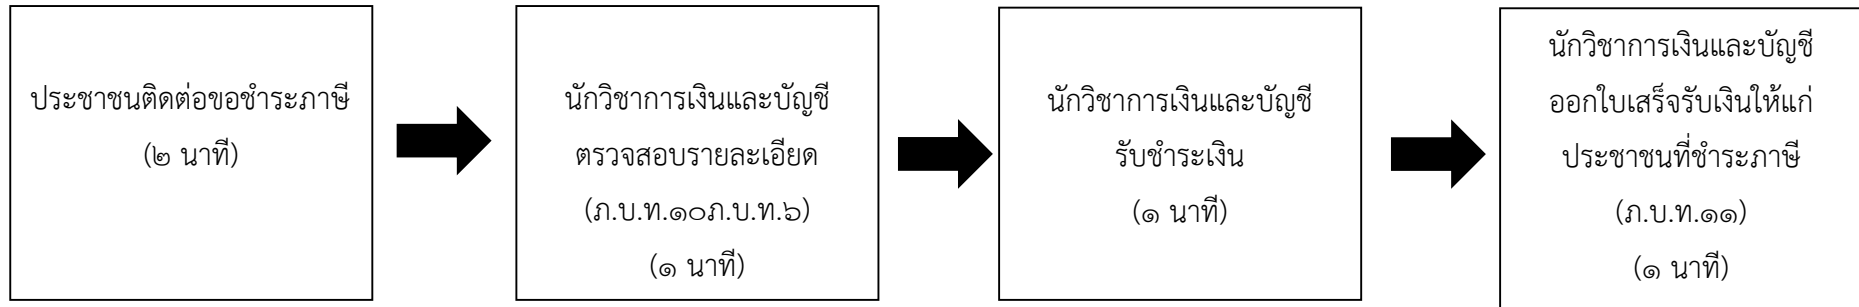 ประชาชนติดต่อขอชำระภาษี
(๒ นาที)
นักวิชาการเงินและบัญชี
ตรวจสอบรายละเอียด
(ภ.บ.ท.๑๐ภ.บ.ท.๖)
(๑ นาที)
นักวิชาการเงินและบัญชี
รับชำระเงิน
(๑ นาที)
นักวิชาการเงินและบัญชี
ออกใบเสร็จรับเงินให้แก่
ประชาชนที่ชำระภาษี
(ภ.บ.ท.๑๑)
(๑ นาที)